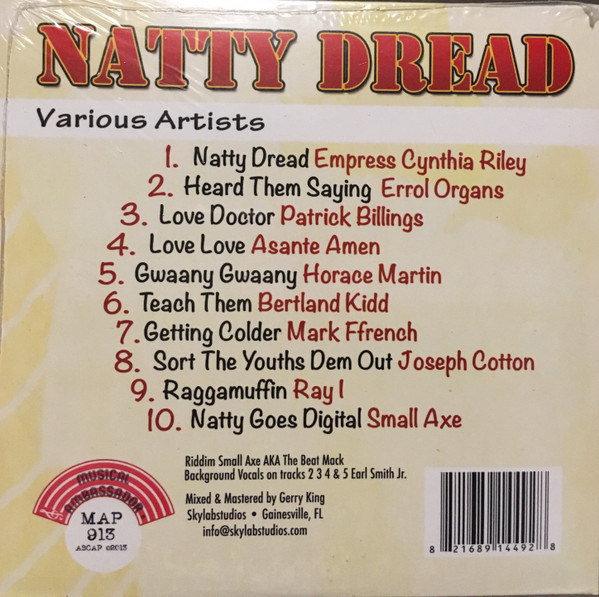 NATTY DREAD
Various Artists
1. Natty Dread Empress Cynthia Riley
2. Heard Them Saying Errol Organs
3. Love Doctor Patrick Billings
4. Love Love Asante Amen
5. Gwaany Gwaany Horace Martin
6. Teach Them Bertland Kidd
7. Getting Colder Mark Ffrench
8. Sort The Youths Dem Out Joseph Cotton
9. Raggamuffin Ray I
10. Natty Goes Digital Small Axe
Riddim Small Axe AKA The Beat Mack
Background Vocals on tracks 2 3 4 & 5 Earl Smith Jr.
Mixed & Mastered by Gerry King
Skylabstudios • Gainesville, FL
info@skylabstudios.com
MUSICAL
AMBASSADOR
MAP
913
ASCAP ©2013
8 21689 14492 8